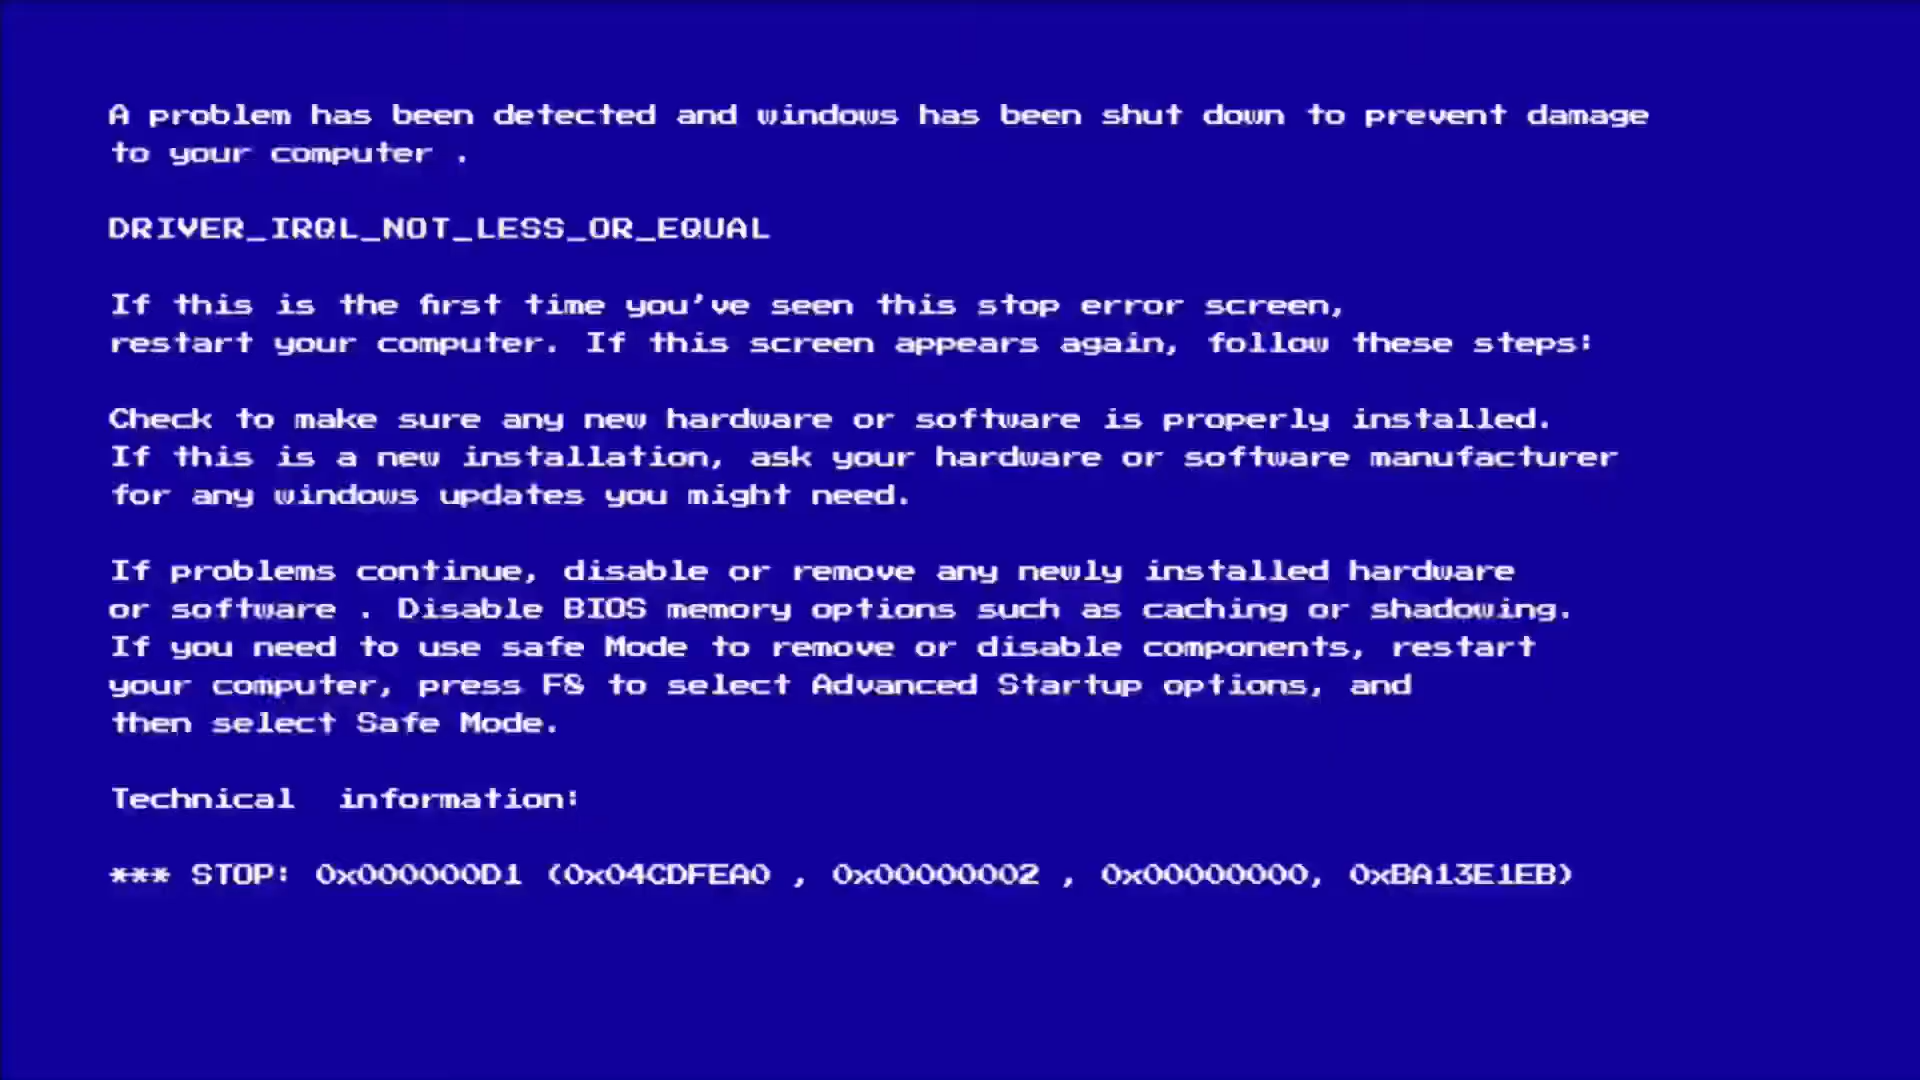 A problem has been detected and windows has been shut down to prevent damage
to your computer .
DRIVER_IRQL_NOT_LESS_OR_EQUAL
If this is the first time you've seen this stop error screen,
restart your computer. If this screen appears again, follow these steps:
Check to make sure any new hardware or software is properly installed.
If this is a new installation, ask your hardware or software manufacturer
for any windows updates you might need.
If problems continue, disable or remove any newly installed hardware
or software . Disable BIOS memory options such as caching or shadowing.
If you need to use safe Mode to remove or disable components, restart
your computer, press F& to select Advanced Startup options, and
then select Safe Mode.
Technical  information:
*** STOP: 0x000000D1 (0x04CDFEA0 , 0x00000002 , 0x00000000, 0xBA13E1EB)